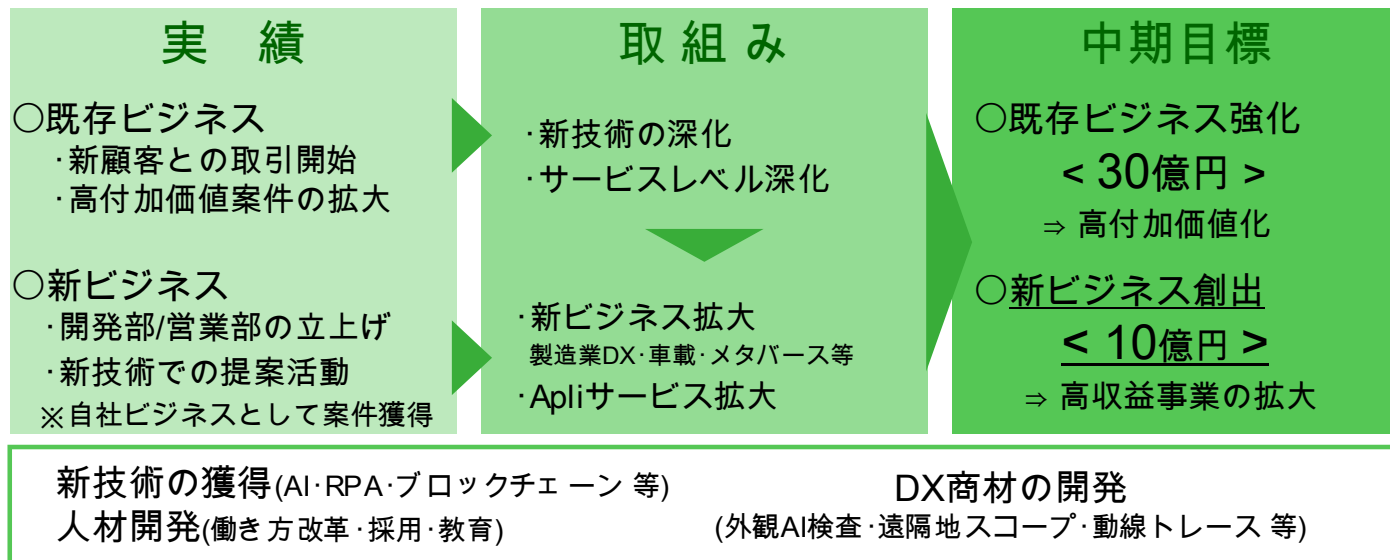 実 績
○既存ビジネス
・新顧客との取引開始
・高付加価値案件の拡大
○新ビジネス
・開発部/営業部の立上げ
・新技術での提案活動
※自社ビジネスとして案件獲得
取組み
・新技術の深化
・サービスレベル深化
・新ビジネス拡大
製造業DX・車載・メタバース等
・Apliサービス拡大
中期目標
○既存ビジネス強化
< 30億円 >
⇒ 高付加価値化
○新ビジネス創出
< 10億円 >
⇒ 高収益事業の拡大
新技術の獲得(AI・RPA・ブロックチェーン 等)
人材開発(働き方改革・採用・教育)
DX商材の開発
(外観AI検査・遠隔地スコープ・動線トレース 等)